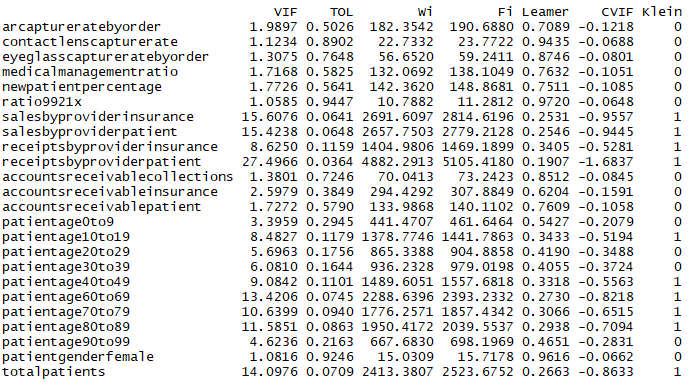 VIF TOL Wi Fi Leamer CVIF Klein
arcaptureratebyorder 1.9897 0.5026 182.3542 190.6880 0.7089 -0.1218 0
contactlenscapturerate 1.1234 0.8902 22.7332 23.7722 0.9435 -0.0688 0
eyeglasscaptureratebyorder 1.3075 0.7648 56.6520 59.2411 0.8746 -0.0801 0
medicalmanagementratio 1.7168 0.5825 132.0692 138.1049 0.7632 -0.1051 0
newpatientpercentage 1.7726 0.5641 142.3620 148.8681 0.7511 -0.1085 0
ratio9921x 1.0585 0.9447 10.7882 11.2812 0.9720 -0.0648 0
salesbyproviderinsurance 15.6076 0.0641 2691.6097 2814.6196 0.2531 -0.9557 1
salesbyproviderpatient 15.4238 0.0648 2657.7503 2779.2128 0.2546 -0.9445 1
receiptsbyproviderinsurance 8.6250 0.1159 1404.9806 1469.1899 0.3405 -0.5281 1
receiptsbyproviderpatient 27.4966 0.0364 4882.2913 5105.4180 0.1907 -1.6837 1
accountsreceivablecollections 1.3801 0.7246 70.0413 73.2423 0.8512 -0.0845 0
accountsreceivableinsurance 2.5979 0.3849 294.4292 307.8849 0.6204 -0.1591 0
accountsreceivablepatient 1.7272 0.5790 133.9868 140.1102 0.7609 -0.1058 0
patientage0to9 3.3959 0.2945 441.4707 461.6464 0.5427 -0.2079 0
patientage10to19 8.4827 0.1179 1378.7746 1441.7863 0.3433 -0.5194 1
patientage20to29 5.6963 0.1756 865.3388 904.8858 0.4190 -0.3488 0
patientage30to39 6.0810 0.1644 936.2328 979.0198 0.4055 -0.3724 0
patientage40to49 9.0842 0.1101 1489.6051 1557.6818 0.3318 -0.5563 1
patientage60to69 13.4206 0.0745 2288.6396 2393.2332 0.2730 -0.8218 1
patientage70to79 10.6399 0.0940 1776.2571 1857.4342 0.3066 -0.6515 1
patientage80to89 11.5851 0.0863 1950.4172 2039.5537 0.2938 -0.7094 1
patientage90to99 4.6236 0.2163 667.6830 698.1969 0.4651 -0.2831 0
patientgenderfemale 1.0816 0.9246 15.0309 15.7178 0.9616 -0.0662 0
totalpatients 14.0976 0.0709 2413.3807 2523.6752 0.2663 -0.8633 1